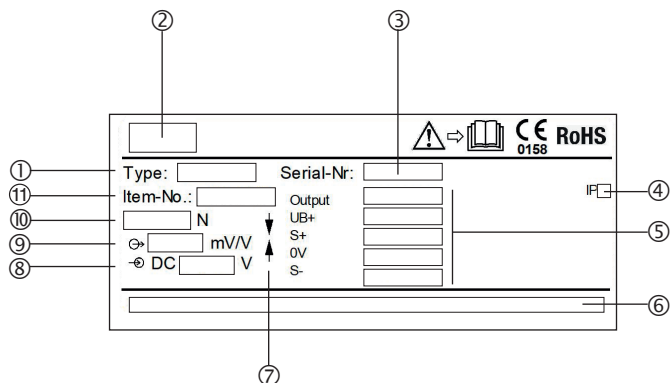 ② ③
CE RoHS
0158
① Type: Serial-Nr:
⑪ Item-No.: Output IP ④
⑩ N UB+
⑨ mV/V S+ ⑤
⑧ DC V 0V
S-
⑥
⑦